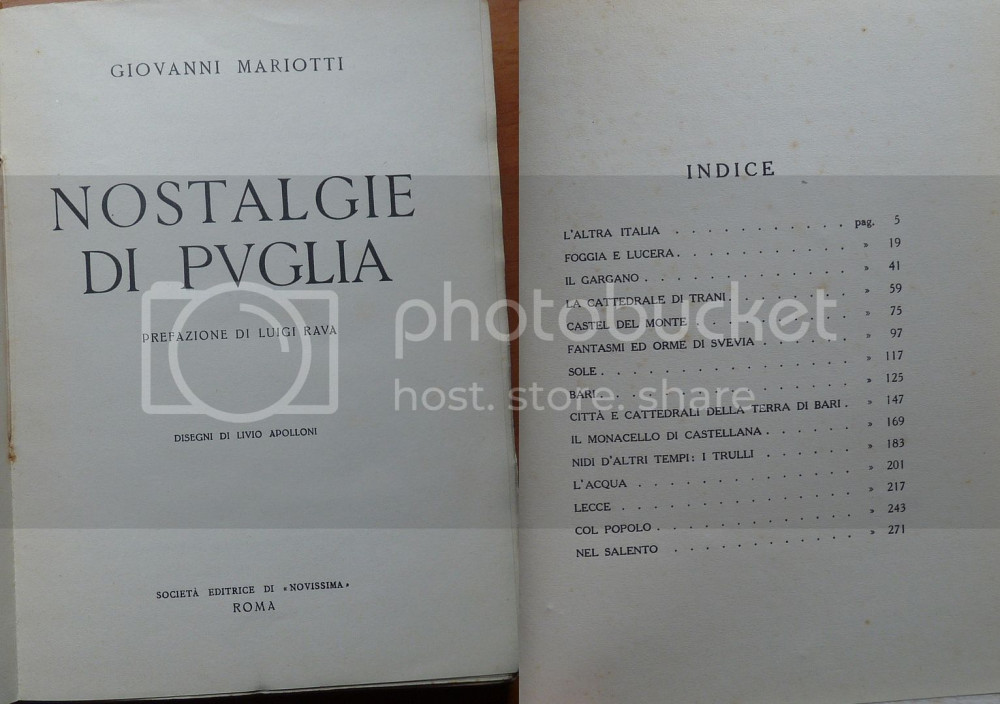 GIOVANNI MARIOTTI
NOSTALGIE
DI PVGLIA
PREFAZIONE DI LUIGI RAVA
DISEGNI DI LIVIO APOLLONI
SOCIETÀ EDITRICE DI «NOVISSIMA»
ROMA
INDICE
L'ALTRA ITALIA . . . . . . . . . . . pag. 5
FOGGIA E LUCERA . . . . . . . . . . » 19
IL GARGANO . . . . . . . . . . . » 41
LA CATTEDRALE DI TRANI . . . . . . . » 59
CASTEL DEL MONTE . . . . . . . . . » 75
FANTASMI ED ORME DI SVEVIA . . . . . . » 97
SOLE . . . . . . . . . . . . . » 117
BARI . . . . . . . . . . . . . » 125
CITTÀ E CATTEDRALI DELLA TERRA DI BARI . » 147
IL MONACELLO DI CASTELLANA . . . . . . » 169
NIDI D'ALTRI TEMPI: I TRULLI . . . . . . » 183
L'ACQUA . . . . . . . . . . . . » 201
LECCE . . . . . . . . . . . . » 217
COL POPOLO . . . . . . . . . . . » 243
NEL SALENTO . . . . . . . . . . » 271
photobucket
host. store. share.